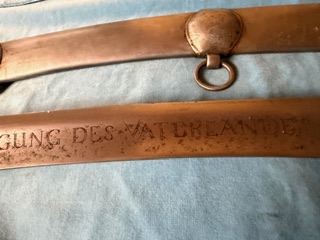 GUNG DES VATERLANDES